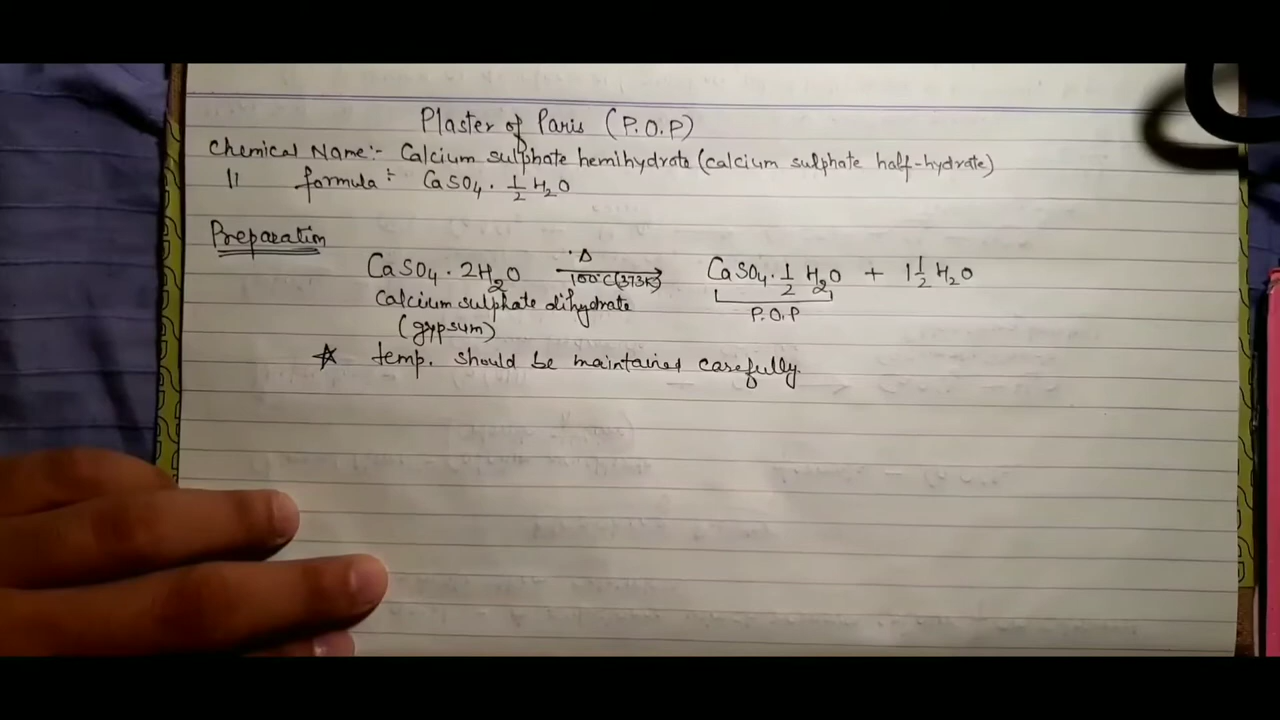 Plaster of Paris (P.O.P)
Chemical Name:- Calcium sulphate hemihydrate (calcium sulphate half-hydrate)
11 formula:- CaSO₄ · 1/2 H₂O
Preparation
CaSO₄ · 2H₂O —Δ 100°C(373K)→ CaSO₄ · 1/2 H₂O + 1 1/2 H₂O
Calcium sulphate dihydrate P.O.P
(gypsum)
☆ temp. should be maintained carefully.